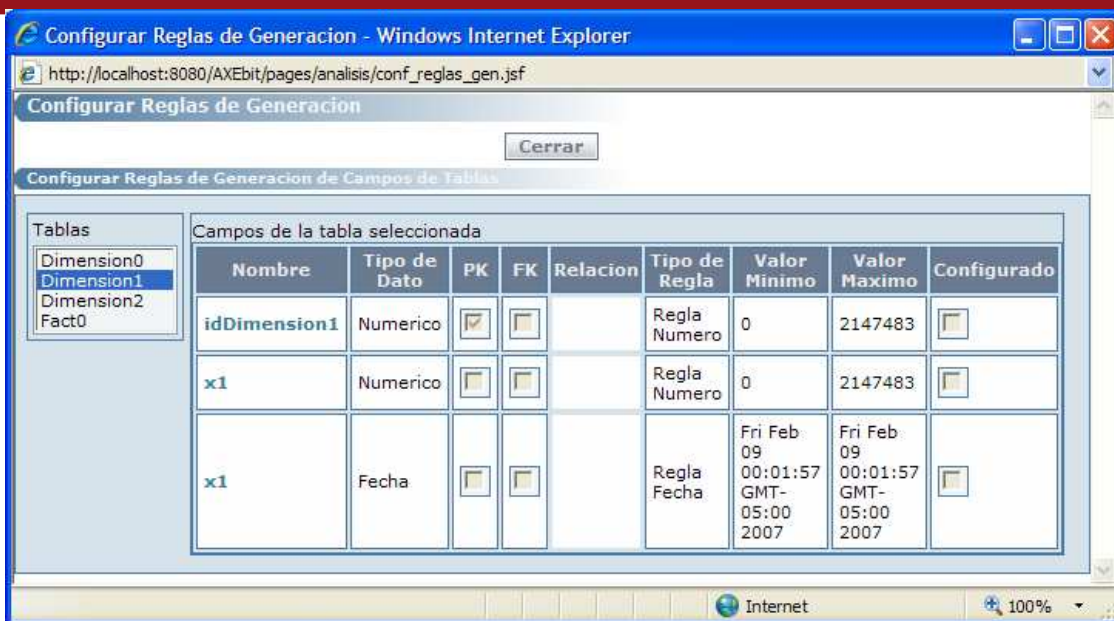 Configurar Reglas de Generacion - Windows Internet Explorer
http://localhost:8080/AXEbit/pages/analisis/conf_reglas_gen.jsf
Configurar Reglas de Generacion
Cerrar
Configurar Reglas de Generacion de Campos de Tablas
Tablas
Dimension0
Dimension1
Dimension2
Fact0
Campos de la tabla seleccionada
Nombre Tipo de Dato PK FK Relacion Tipo de Regla Valor Minimo Valor Maximo Configurado
idDimension1 Numerico Regla Numero 0 2147483
x1 Numerico Regla Numero 0 2147483
x1 Fecha Regla Fecha Fri Feb 09 00:01:57 GMT-05:00 2007 Fri Feb 09 00:01:57 GMT-05:00 2007
Internet 100%